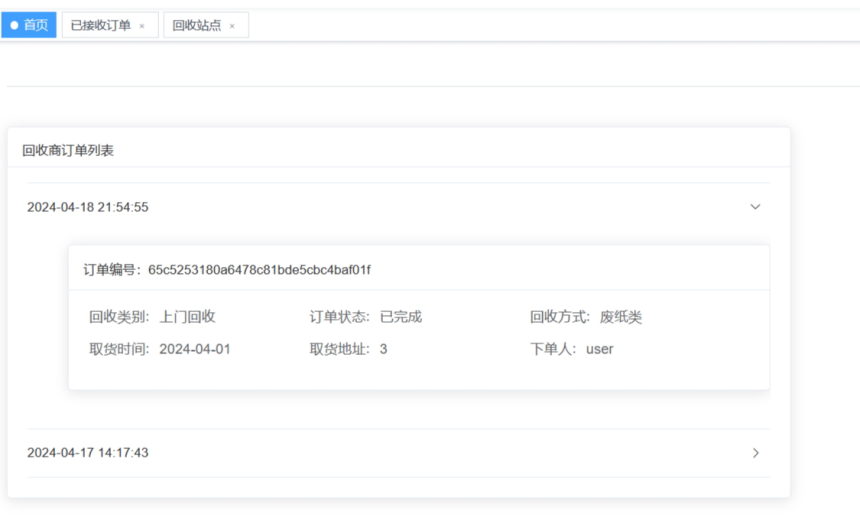 首页 已接收订单 × 回收站点 ×
回收商订单列表
2024-04-18 21:54:55
订单编号: 65c5253180a6478c81bde5cbc4baf01f
回收类别: 上门回收 订单状态: 已完成 回收方式: 废纸类
取货时间: 2024-04-01 取货地址: 3 下单人: user
2024-04-17 14:17:43